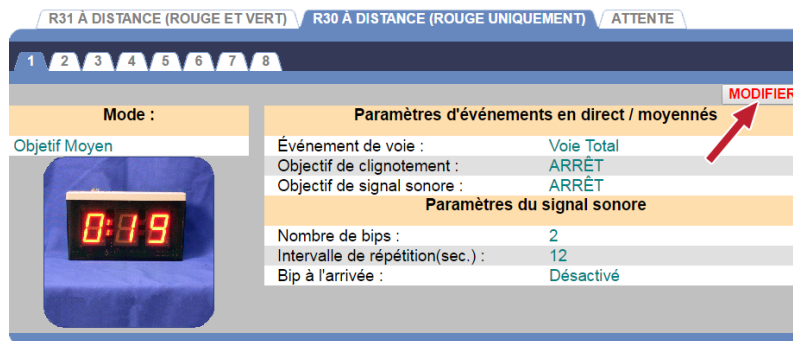 R31 À DISTANCE (ROUGE ET VERT) R30 À DISTANCE (ROUGE UNIQUEMENT) ATTENTE
1 2 3 4 5 6 7 8
MODIFIER
Mode :
Objetif Moyen
0:19
Paramètres d'événements en direct / moyennés
Événement de voie : Voie Total
Objectif de clignotement : ARRÊT
Objectif de signal sonore : ARRÊT
Paramètres du signal sonore
Nombre de bips : 2
Intervalle de répétition(sec.) : 12
Bip à l'arrivée : Désactivé